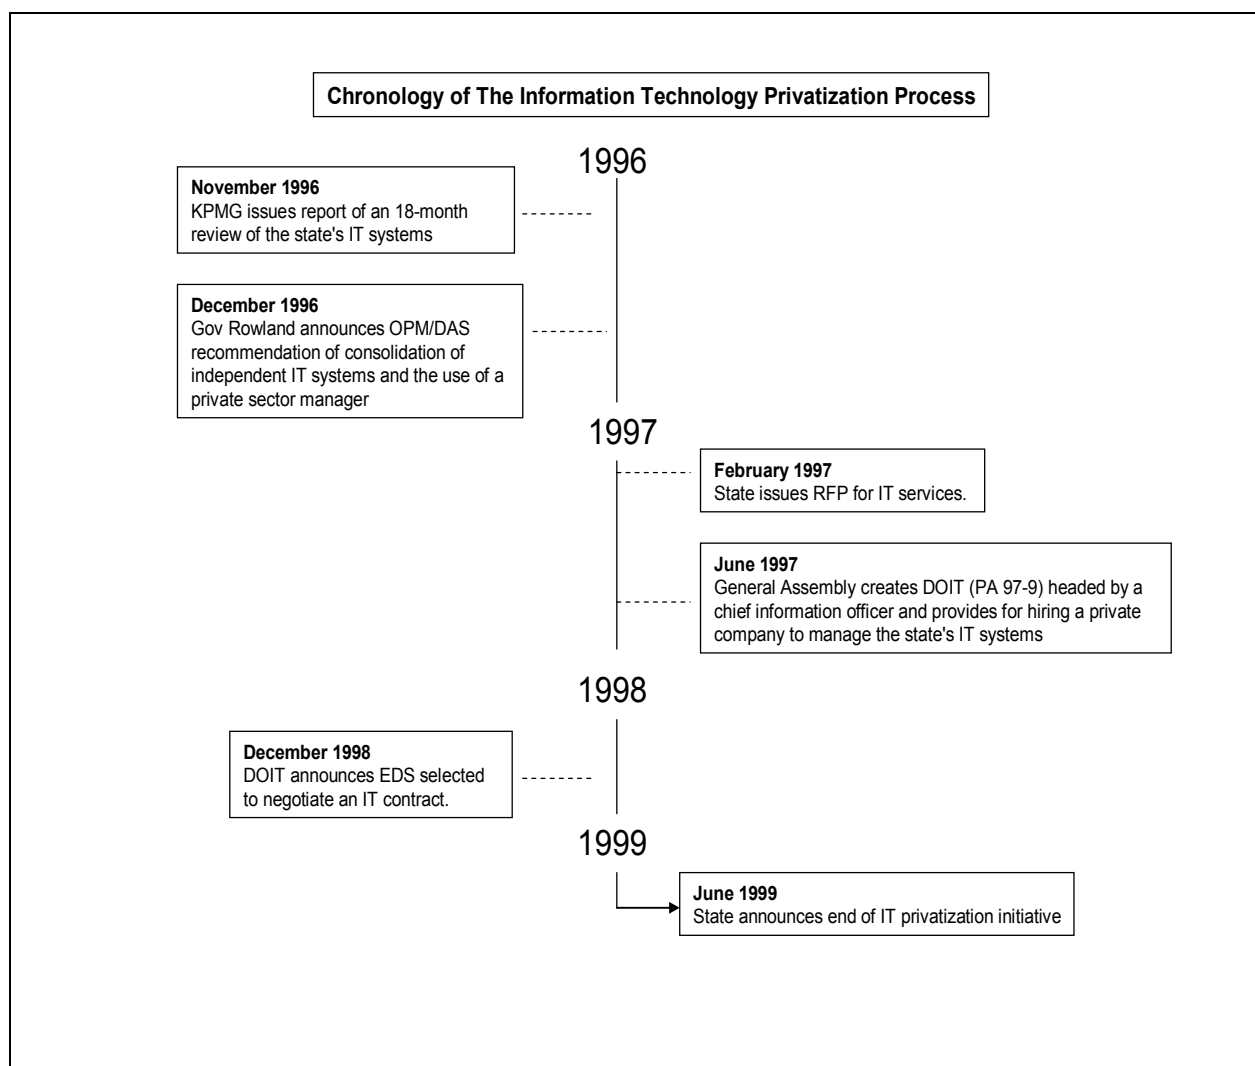 Chronology of The Information Technology Privatization Process
1996
November 1996
KPMG issues report of an 18-month
review of the state's IT systems
December 1996
Gov Rowland announces OPM/DAS
recommendation of consolidation of
independent IT systems and the use of a
private sector manager
1997
February 1997
State issues RFP for IT services.
June 1997
General Assembly creates DOIT (PA 97-9) headed by a
chief information officer and provides for hiring a private
company to manage the state's IT systems
1998
December 1998
DOIT announces EDS selected
to negotiate an IT contract.
1999
June 1999
State announces end of IT privatization initiative